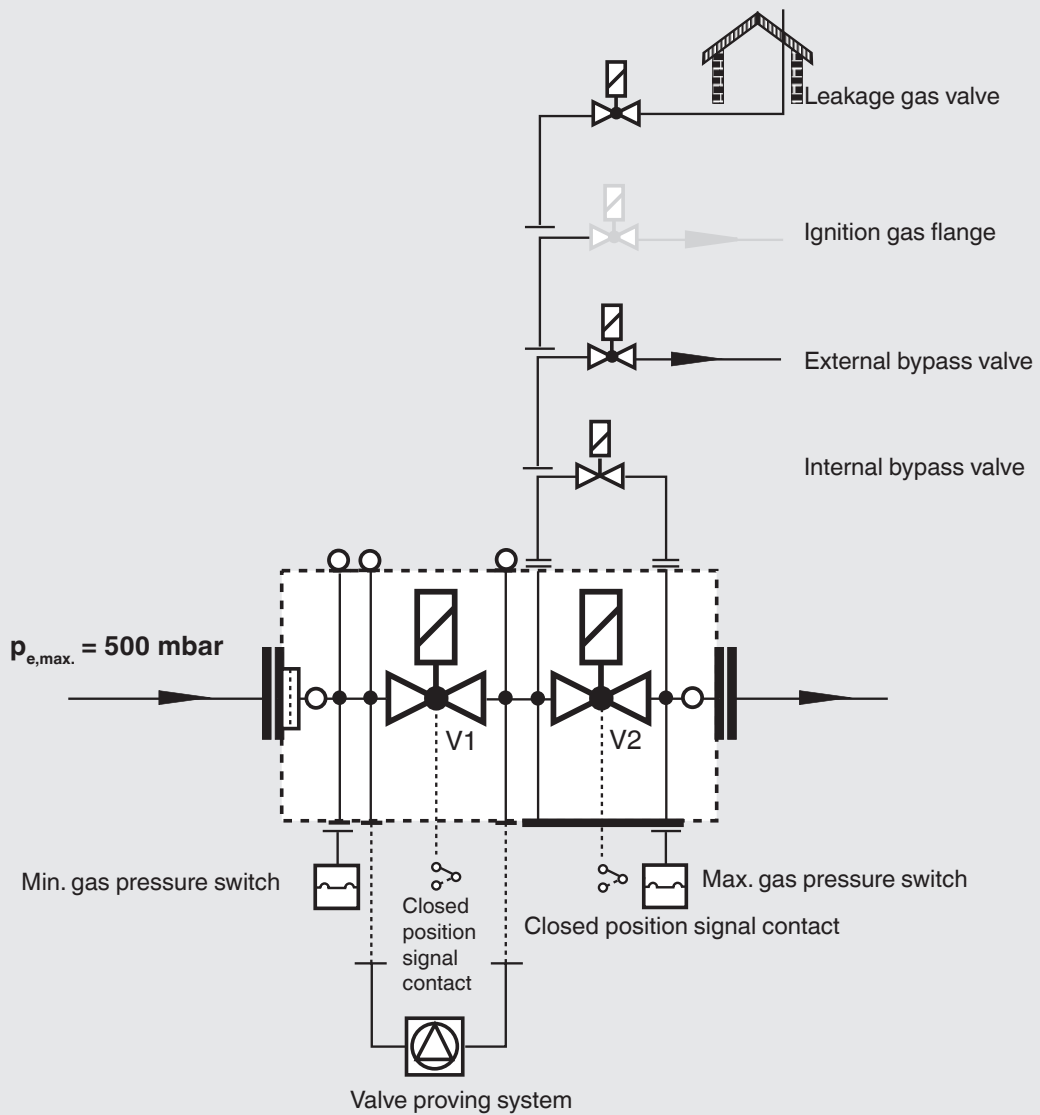 Leakage gas valve
Ignition gas flange
External bypass valve
Internal bypass valve
pe,max. = 500 mbar
V1
V2
Min. gas pressure switch
Max. gas pressure switch
Closed
position
signal
contact
Closed position signal contact
Valve proving system